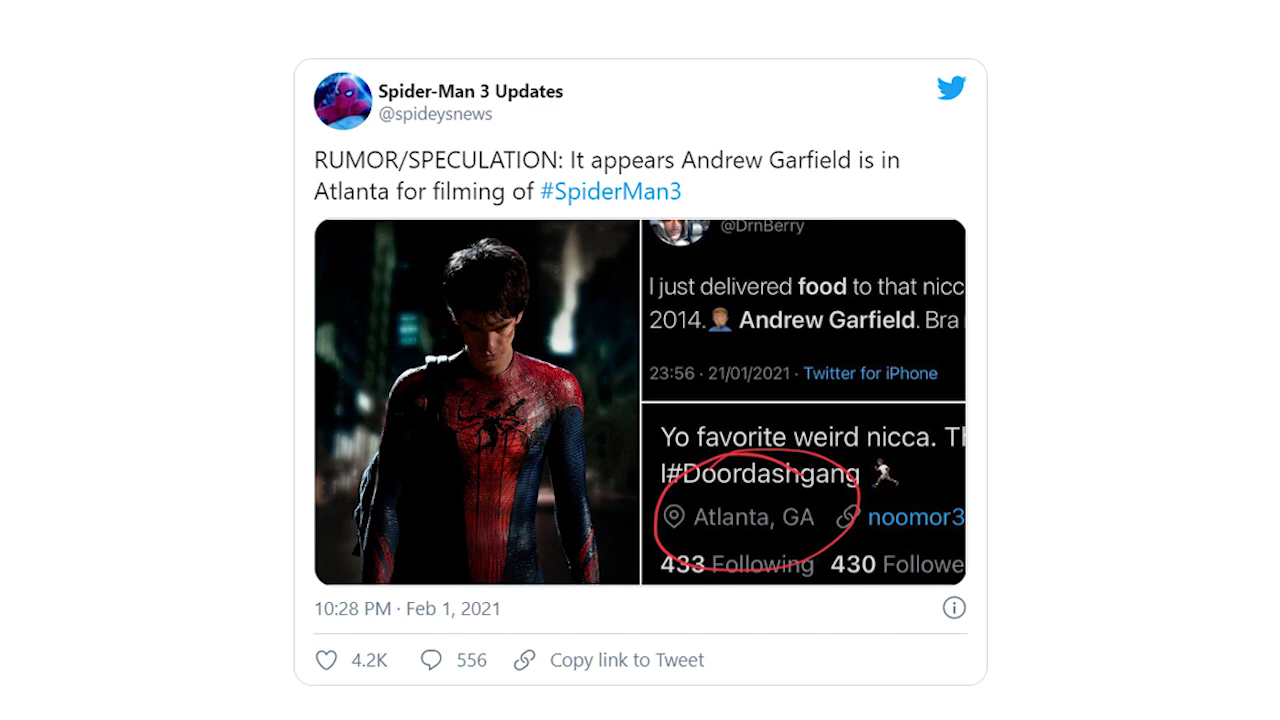 Spider-Man 3 Updates
@spideysnews
RUMOR/SPECULATION: It appears Andrew Garfield is in
Atlanta for filming of #SpiderMan3
@DrnBerry
I just delivered food to that nicc
2014. Andrew Garfield. Bra
23:56 · 21/01/2021 · Twitter for iPhone
Yo favorite weird nicca. Th
l#Doordashgang
Atlanta, GA noomor3
433 Following 430 Followe
10:28 PM · Feb 1, 2021
4.2K 556 Copy link to Tweet